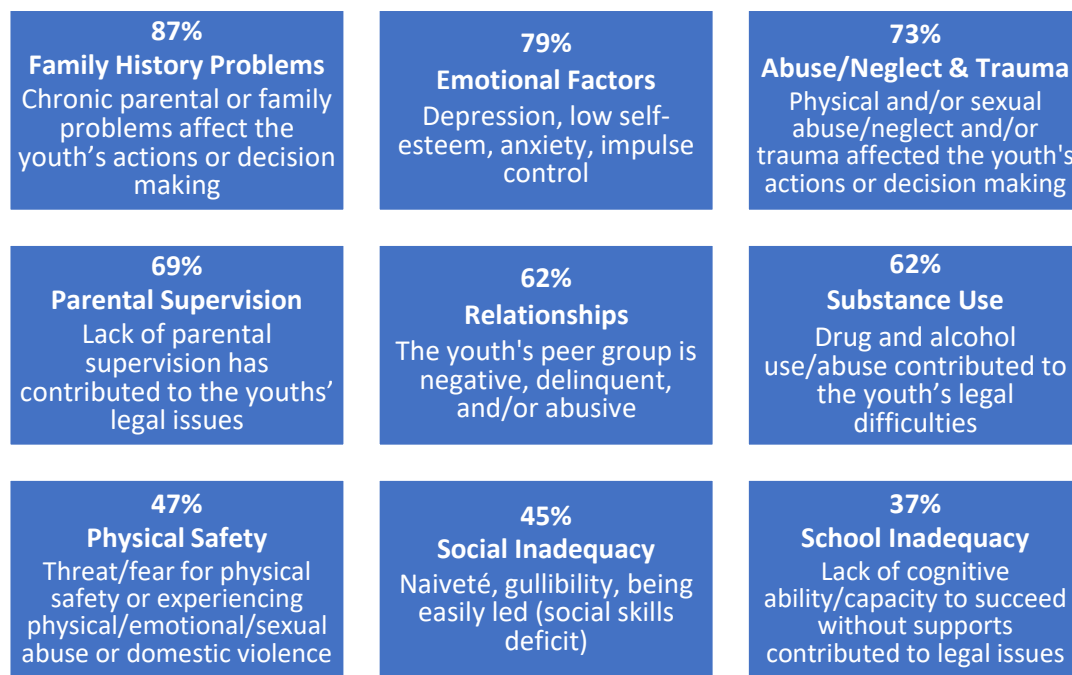 87%
Family History Problems
Chronic parental or family
problems affect the
youth’s actions or decision
making
79%
Emotional Factors
Depression, low self-
esteem, anxiety, impulse
control
73%
Abuse/Neglect & Trauma
Physical and/or sexual
abuse/neglect and/or
trauma affected the youth's
actions or decision making
69%
Parental Supervision
Lack of parental
supervision has
contributed to the youths’
legal issues
62%
Relationships
The youth's peer group is
negative, delinquent,
and/or abusive
62%
Substance Use
Drug and alcohol
use/abuse contributed to
the youth’s legal
difficulties
47%
Physical Safety
Threat/fear for physical
safety or experiencing
physical/emotional/sexual
abuse or domestic violence
45%
Social Inadequacy
Naiveté, gullibility, being
easily led (social skills
deficit)
37%
School Inadequacy
Lack of cognitive
ability/capacity to succeed
without supports
contributed to legal issues